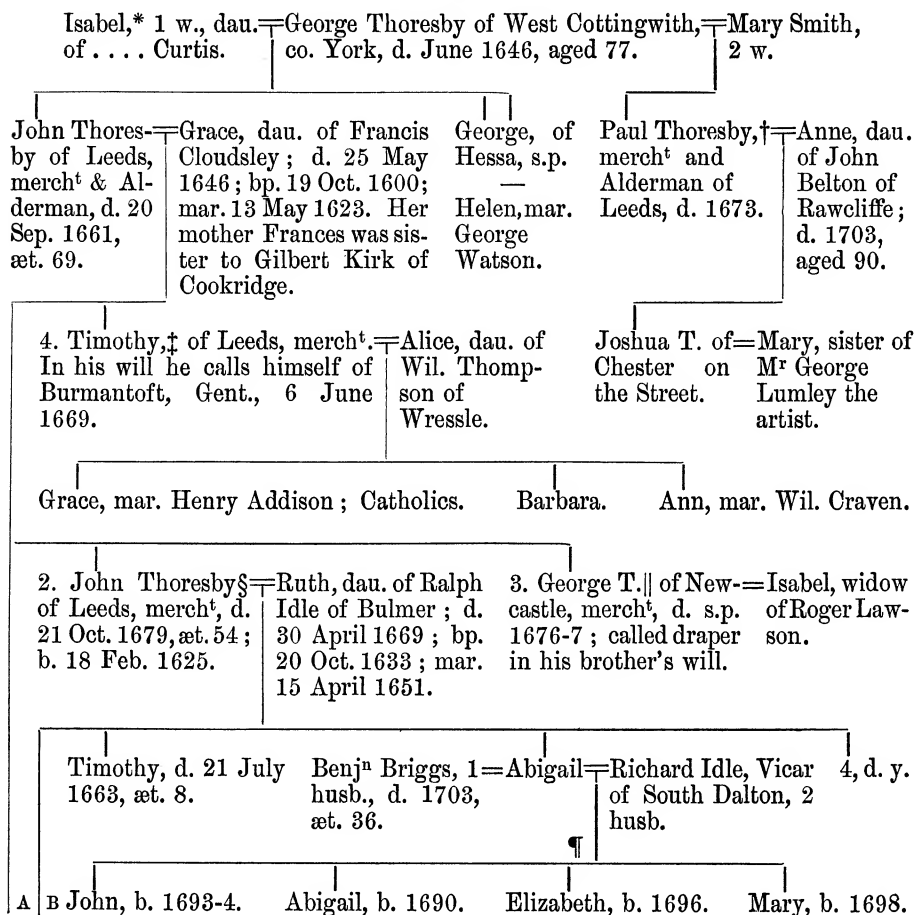 Isabel,* 1 w., dau. of .... Curtis.
George Thoresby of West Cottingwith, co. York, d. June 1646, aged 77.
Mary Smith, 2 w.
John Thores-
by of Leeds,
merchᵗ & Al-
derman, d. 20
Sep. 1661,
æt. 69.
Grace, dau. of Francis
Cloudsley ; d. 25 May
1646 ; bp. 19 Oct. 1600 ;
mar. 13 May 1623. Her
mother Frances was sis-
ter to Gilbert Kirk of
Cookridge.
George, of
Hessa, s.p.
—
Helen, mar.
George
Watson.
Paul Thoresby,†
merchᵗ and
Alderman of
Leeds, d. 1673.
Anne, dau.
of John
Belton of
Rawcliffe ;
d. 1703,
aged 90.
4. Timothy,‡ of Leeds, merchᵗ.
In his will he calls himself of
Burmantoft, Gent., 6 June
1669.
Alice, dau. of
Wil. Thomp-
son of
Wressle.
Joshua T. of
Chester on
the Street.
Mary, sister of
Mʳ George
Lumley the
artist.
Grace, mar. Henry Addison ; Catholics.
Barbara.
Ann, mar. Wil. Craven.
2. John Thoresby§
of Leeds, merchᵗ, d.
21 Oct. 1679, æt. 54 ;
b. 18 Feb. 1625.
Ruth, dau. of Ralph
Idle of Bulmer ; d.
30 April 1669 ; bp.
20 Oct. 1633 ; mar.
15 April 1651.
3. George T.|| of New-
castle, merchᵗ, d. s.p.
1676-7 ; called draper
in his brother's will.
Isabel, widow
of Roger Law-
son.
Timothy, d. 21 July
1663, æt. 8.
Benjⁿ Briggs, 1
husb., d. 1703,
æt. 36.
Abigail
Richard Idle, Vicar
of South Dalton, 2
husb.
4, d. y.
¶
A B John, b. 1693-4.
Abigail, b. 1690.
Elizabeth, b. 1696.
Mary, b. 1698.